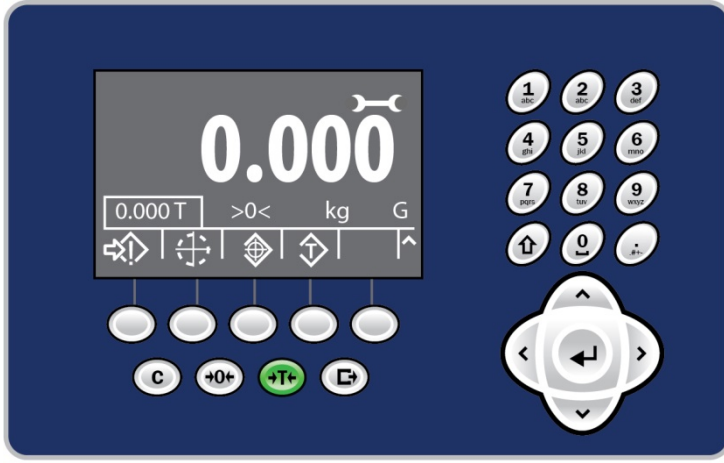 0.000
0.000 T >0< kg G
T
C →0← →T←
1 2 3
abc abc def
4 5 6
ghi jkl mno
7 8 9
pqrs tuv wxyz
0 .
#+-